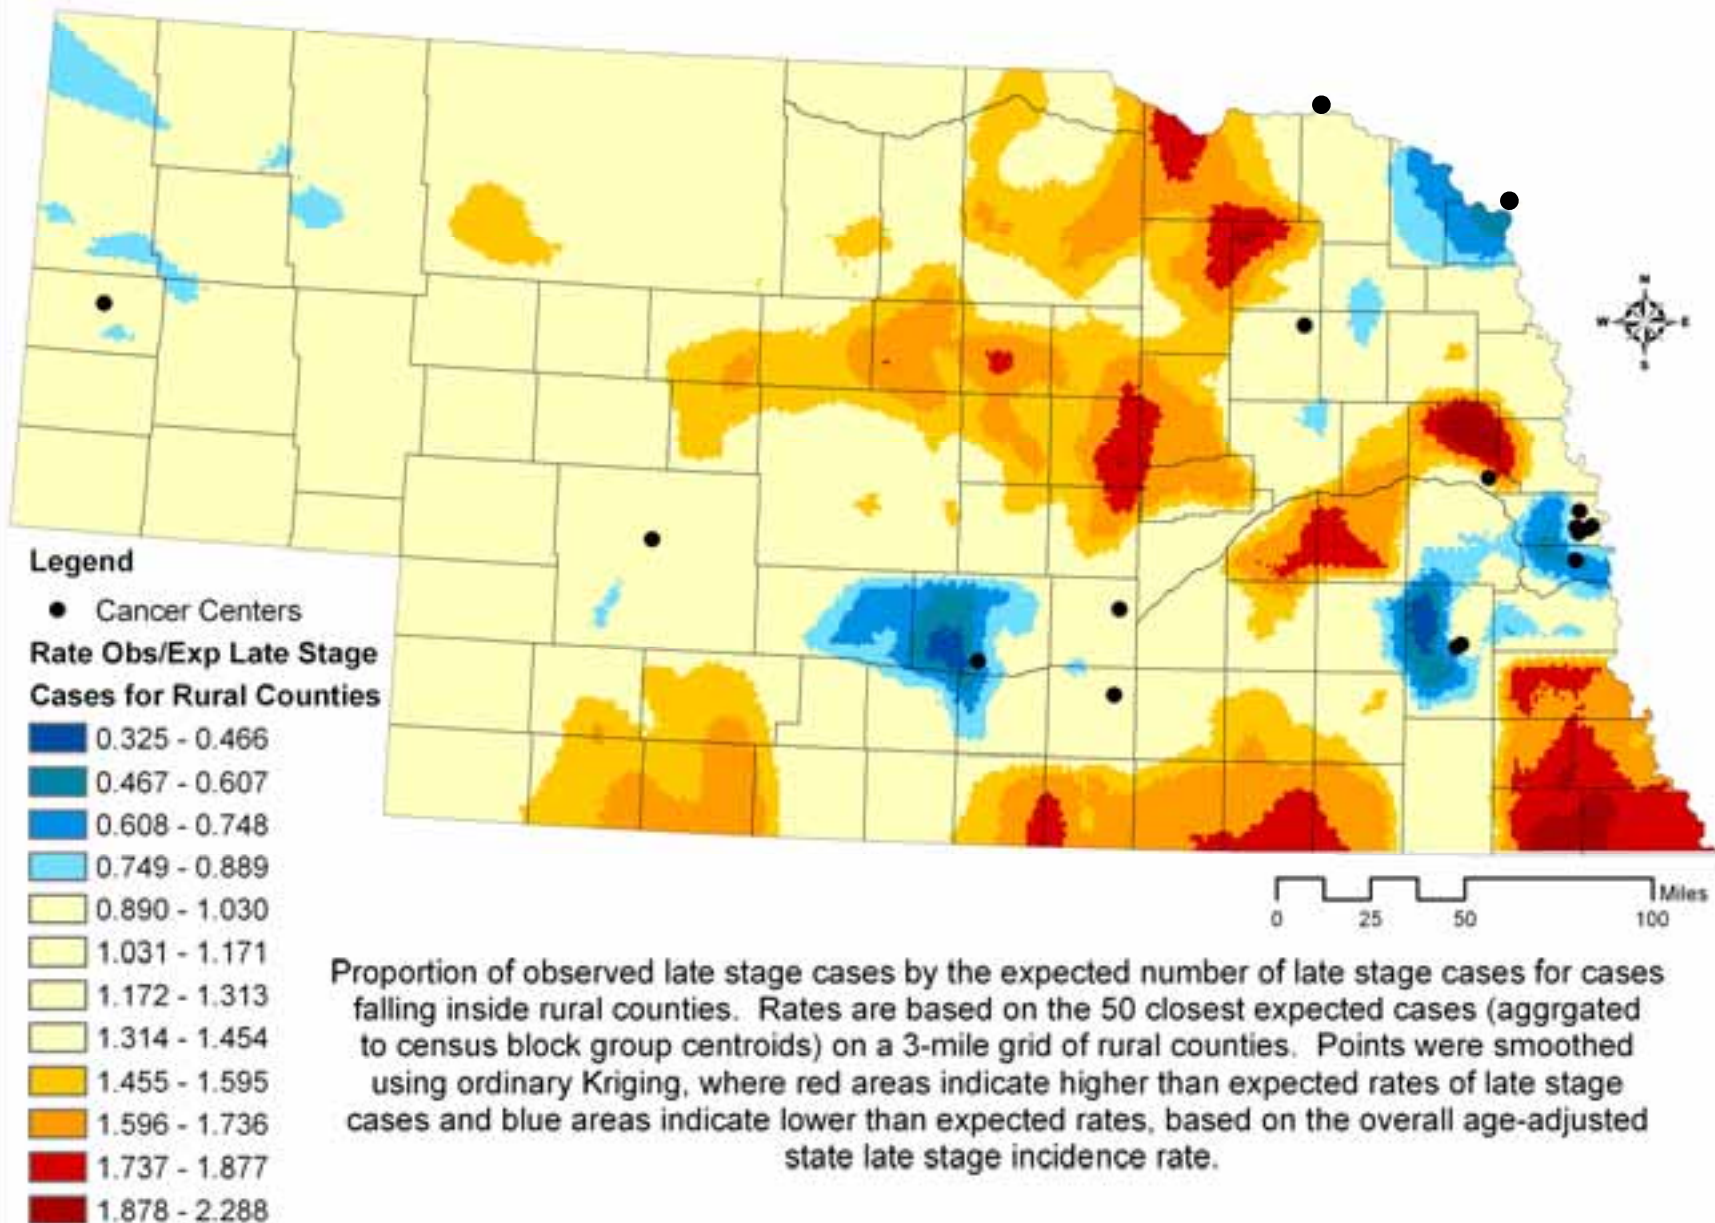 N
W E
S
Legend
Cancer Centers
Rate Obs/Exp Late Stage
Cases for Rural Counties
0.325 - 0.466
0.467 - 0.607
0.608 - 0.748
0.749 - 0.889
0.890 - 1.030
1.031 - 1.171
1.172 - 1.313
1.314 - 1.454
1.455 - 1.595
1.596 - 1.736
1.737 - 1.877
1.878 - 2.288
Miles
0 25 50 100
Proportion of observed late stage cases by the expected number of late stage cases for cases
falling inside rural counties. Rates are based on the 50 closest expected cases (aggrgated
to census block group centroids) on a 3-mile grid of rural counties. Points were smoothed
using ordinary Kriging, where red areas indicate higher than expected rates of late stage
cases and blue areas indicate lower than expected rates, based on the overall age-adjusted
state late stage incidence rate.